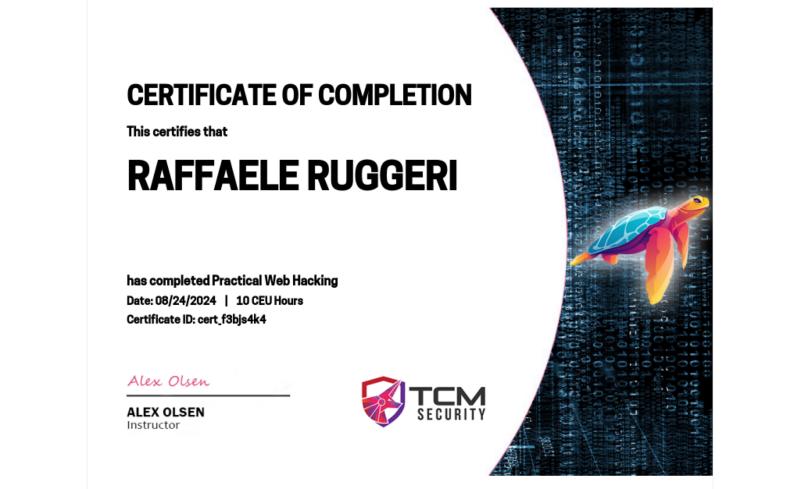 CERTIFICATE OF COMPLETION
This certifies that
RAFFAELE RUGGERI
has completed Practical Web Hacking
Date: 08/24/2024 | 10 CEU Hours
Certificate ID: cert_f3bjs4k4
Alex Olsen
ALEX OLSEN
Instructor
TCM
SECURITY